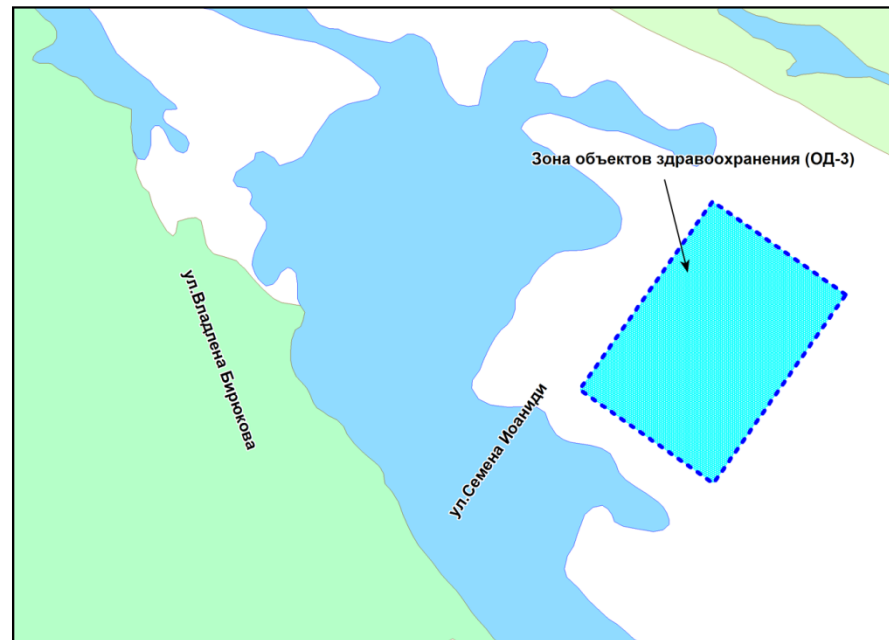 Зона объектов здравоохранения (ОД-3)
ул.Владлена Бирюкова
ул.Семена Иоаниди